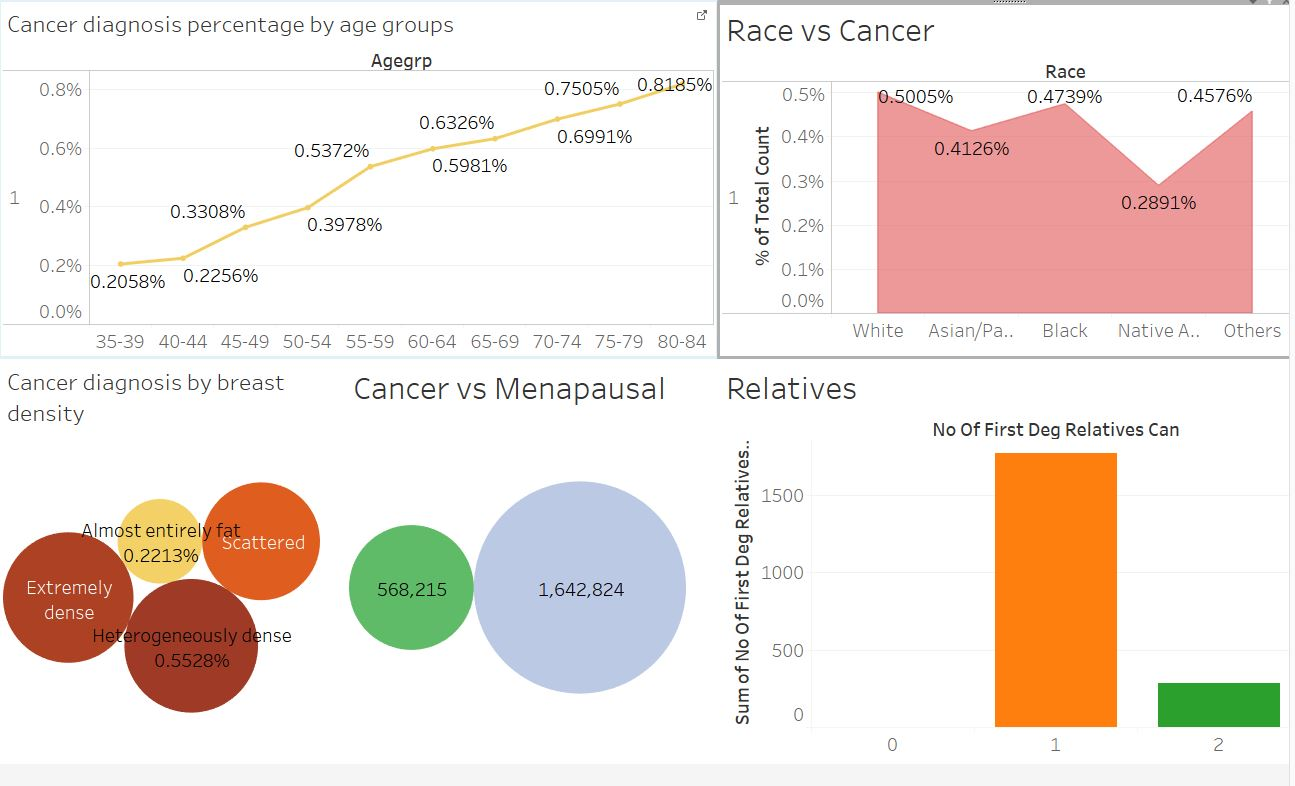 Cancer diagnosis percentage by age groups
Agegrp
0.8%
0.6%
0.4%
0.2%
0.0%
1
0.2058%
0.2256%
0.3308%
0.3978%
0.5372%
0.5981%
0.6326%
0.6991%
0.7505%
0.8185%
35-39 40-44 45-49 50-54 55-59 60-64 65-69 70-74 75-79 80-84
Race vs Cancer
Race
1
% of Total Count
0.5%
0.4%
0.3%
0.2%
0.1%
0.0%
0.5005%
0.4126%
0.4739%
0.2891%
0.4576%
White Asian/Pa.. Black Native A.. Others
Cancer diagnosis by breast
density
Almost entirely fat
0.2213%
Scattered
Extremely
dense
Heterogeneously dense
0.5528%
Cancer vs Menapausal
568,215
1,642,824
Relatives
No Of First Deg Relatives Can
Sum of No Of First Deg Relatives..
1500
1000
500
0
0 1 2